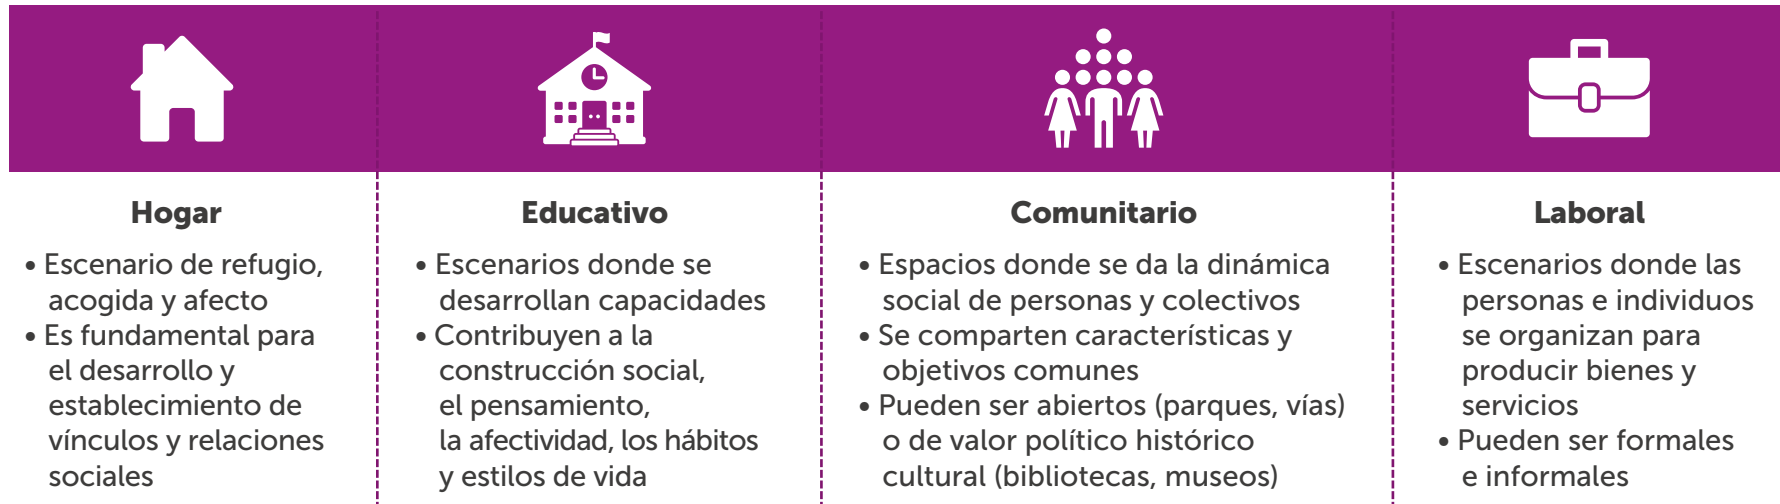 Hogar
• Escenario de refugio,
acogida y afecto
• Es fundamental para
el desarrollo y
establecimiento de
vínculos y relaciones
sociales
Educativo
• Escenarios donde se
desarrollan capacidades
• Contribuyen a la
construcción social,
el pensamiento,
la afectividad, los hábitos
y estilos de vida
Comunitario
• Espacios donde se da la dinámica
social de personas y colectivos
• Se comparten características y
objetivos comunes
• Pueden ser abiertos (parques, vías)
o de valor político histórico
cultural (bibliotecas, museos)
Laboral
• Escenarios donde las
personas e individuos
se organizan para
producir bienes y
servicios
• Pueden ser formales
e informales